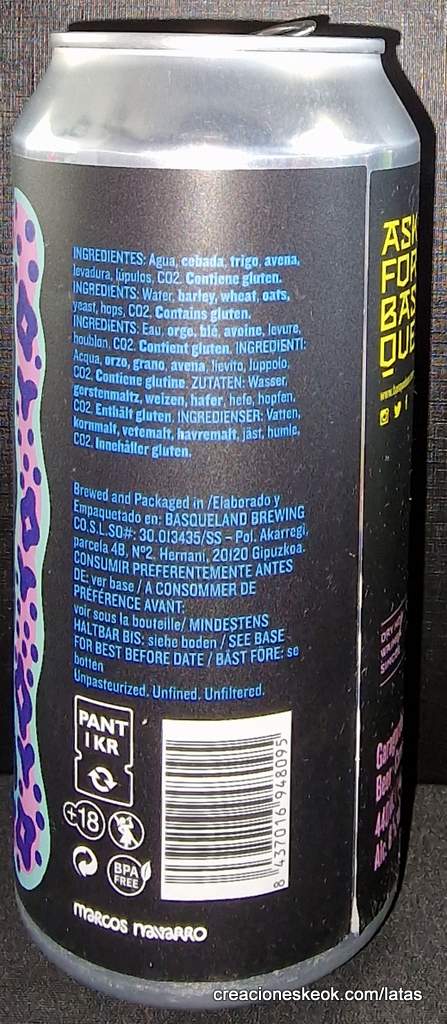 INGREDIENTES: Agua, cebada, trigo, avena,
levadura, lúpulos, CO2. Contiene gluten.
INGREDIENTS: Water, barley, wheat, oats,
yeast, hops, CO2. Contains gluten.
INGREDIENTS: Eau, orge, blé, avoine, levure,
houblon, CO2. Contient gluten. INGREDIENTI:
Acqua, orzo, grano, avena, lievito, luppolo,
CO2. Contiene glutine. ZUTATEN: Wasser,
gerstenmaltz, weizen, hafer, hefe, hopfen,
CO2. Enthält gluten. INGREDIENSER: Vatten,
kornmalt, vetemalt, havremalt, jäst, humle,
CO2. Innehåller gluten.
Brewed and Packaged in /Elaborado y
Empaquetado en: BASQUELAND BREWING
CO.S.L.SO#: 30.013435/SS - Pol. Akarregi,
parcela 4B, Nº2, Hernani, 20120 Gipuzkoa.
CONSUMIR PREFERENTEMENTE ANTES
DE: ver base / A CONSOMMER DE
PRÉFÉRENCE AVANT:
voir sous la bouteille/ MINDESTENS
HALTBAR BIS: siehe boden / SEE BASE
FOR BEST BEFORE DATE / BÄST FÖRE: se
botten
Unpasteurized. Unfined. Unfiltered.
PANT
1 KR
+18
BPA
FREE
8 437016 948095
marcos navarro
ASK
FOR
BAS
QUE
creacioneskeok.com/latas